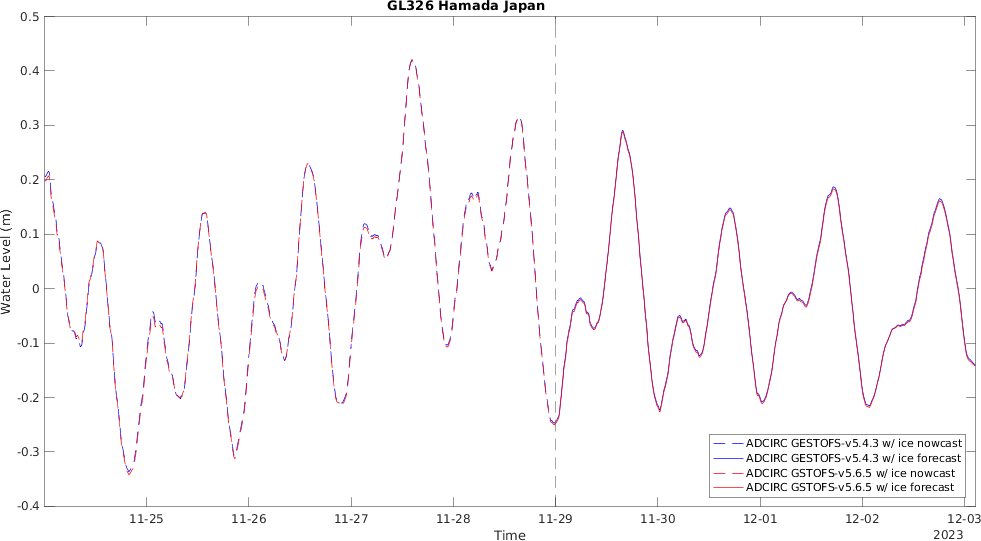 GL326 Hamada Japan
0.5
0.4
0.3
0.2
0.1
0
-0.1
-0.2
-0.3
-0.4
Water Level (m)
ADCIRC GESTOFS-v5.4.3 w/ ice nowcast
ADCIRC GESTOFS-v5.4.3 w/ ice forecast
ADCIRC GSTOFS-v5.6.5 w/ ice nowcast
ADCIRC GSTOFS-v5.6.5 w/ ice forecast
11-25 11-26 11-27 11-28 11-29 11-30 12-01 12-02 12-03
Time
2023